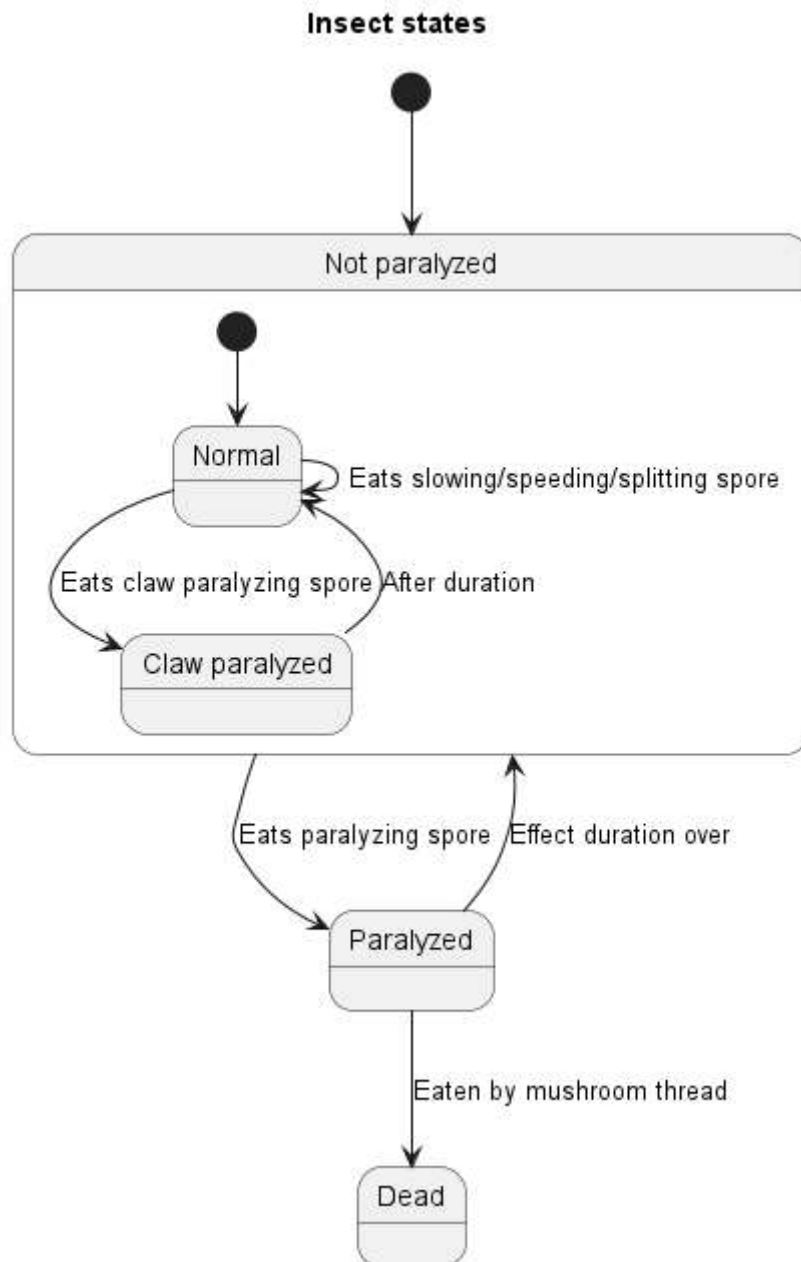 Insect states
Not paralyzed
Normal
Eats slowing/speeding/splitting spore
Eats claw paralyzing spore
After duration
Claw paralyzed
Eats paralyzing spore
Effect duration over
Paralyzed
Eaten by mushroom thread
Dead